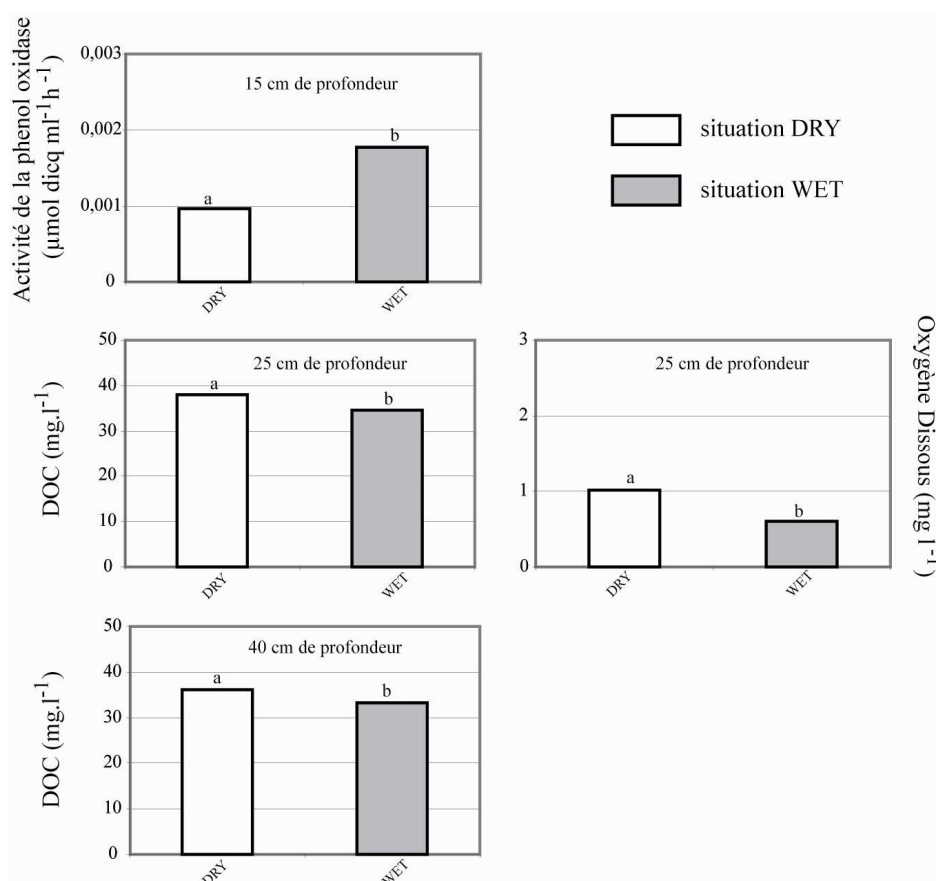 Activité de la phenol oxidase
(µmol dicq ml⁻¹h⁻¹)
0,003
0,002
0,001
0
15 cm de profondeur
a
b
DRY
WET
situation DRY
situation WET
DOC (mg.l⁻¹)
50
40
30
20
10
0
25 cm de profondeur
a
b
DRY
WET
3
2
1
0
25 cm de profondeur
a
b
DRY
WET
Oxygène Dissous (mg l⁻¹)
DOC (mg.l⁻¹)
50
40
30
20
10
0
40 cm de profondeur
a
b
DRY
WET